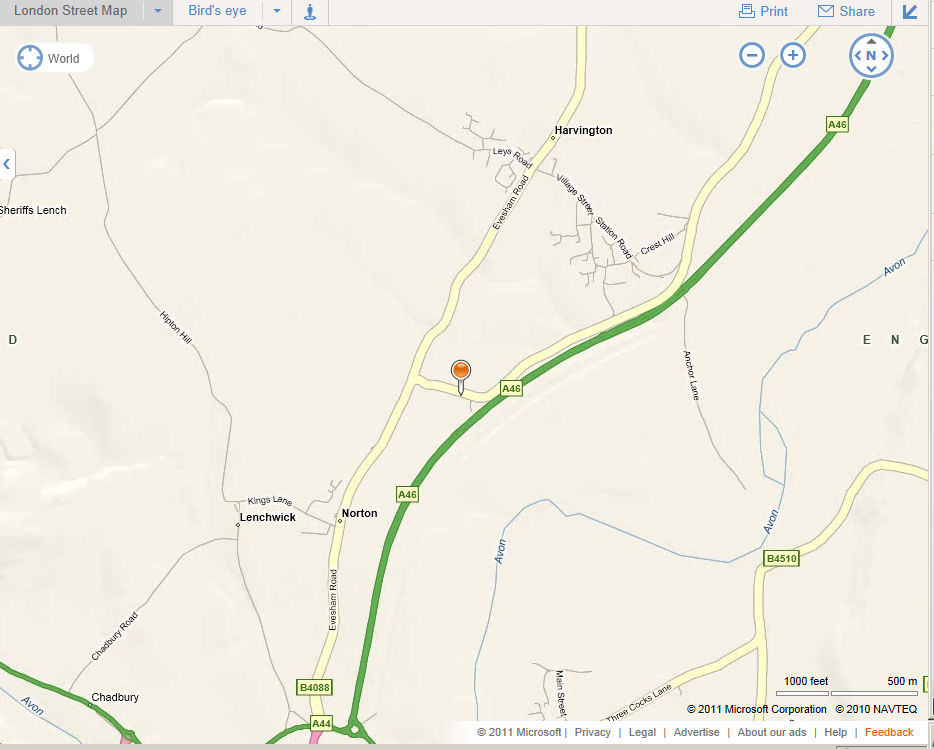 London Street Map
Bird's eye
Print
Share
World
N
A46
Harvington
Leys Road
Evesham Road
Village Street
Station Road
Crest Hill
Sheriffs Lench
Avon
Hipton Hill
D
E N G
Anchor Lane
A46
A46
Kings Lane
Lenchwick
Norton
Avon
Avon
B4510
Evesham Road
Chadbury Road
Main Street
Three Cocks Lane
B4088
Chadbury
Avon
A44
1000 feet 500 m
© 2011 Microsoft Corporation © 2010 NAVTEQ
© 2011 Microsoft | Privacy | Legal | Advertise | About our ads | Help | Feedback